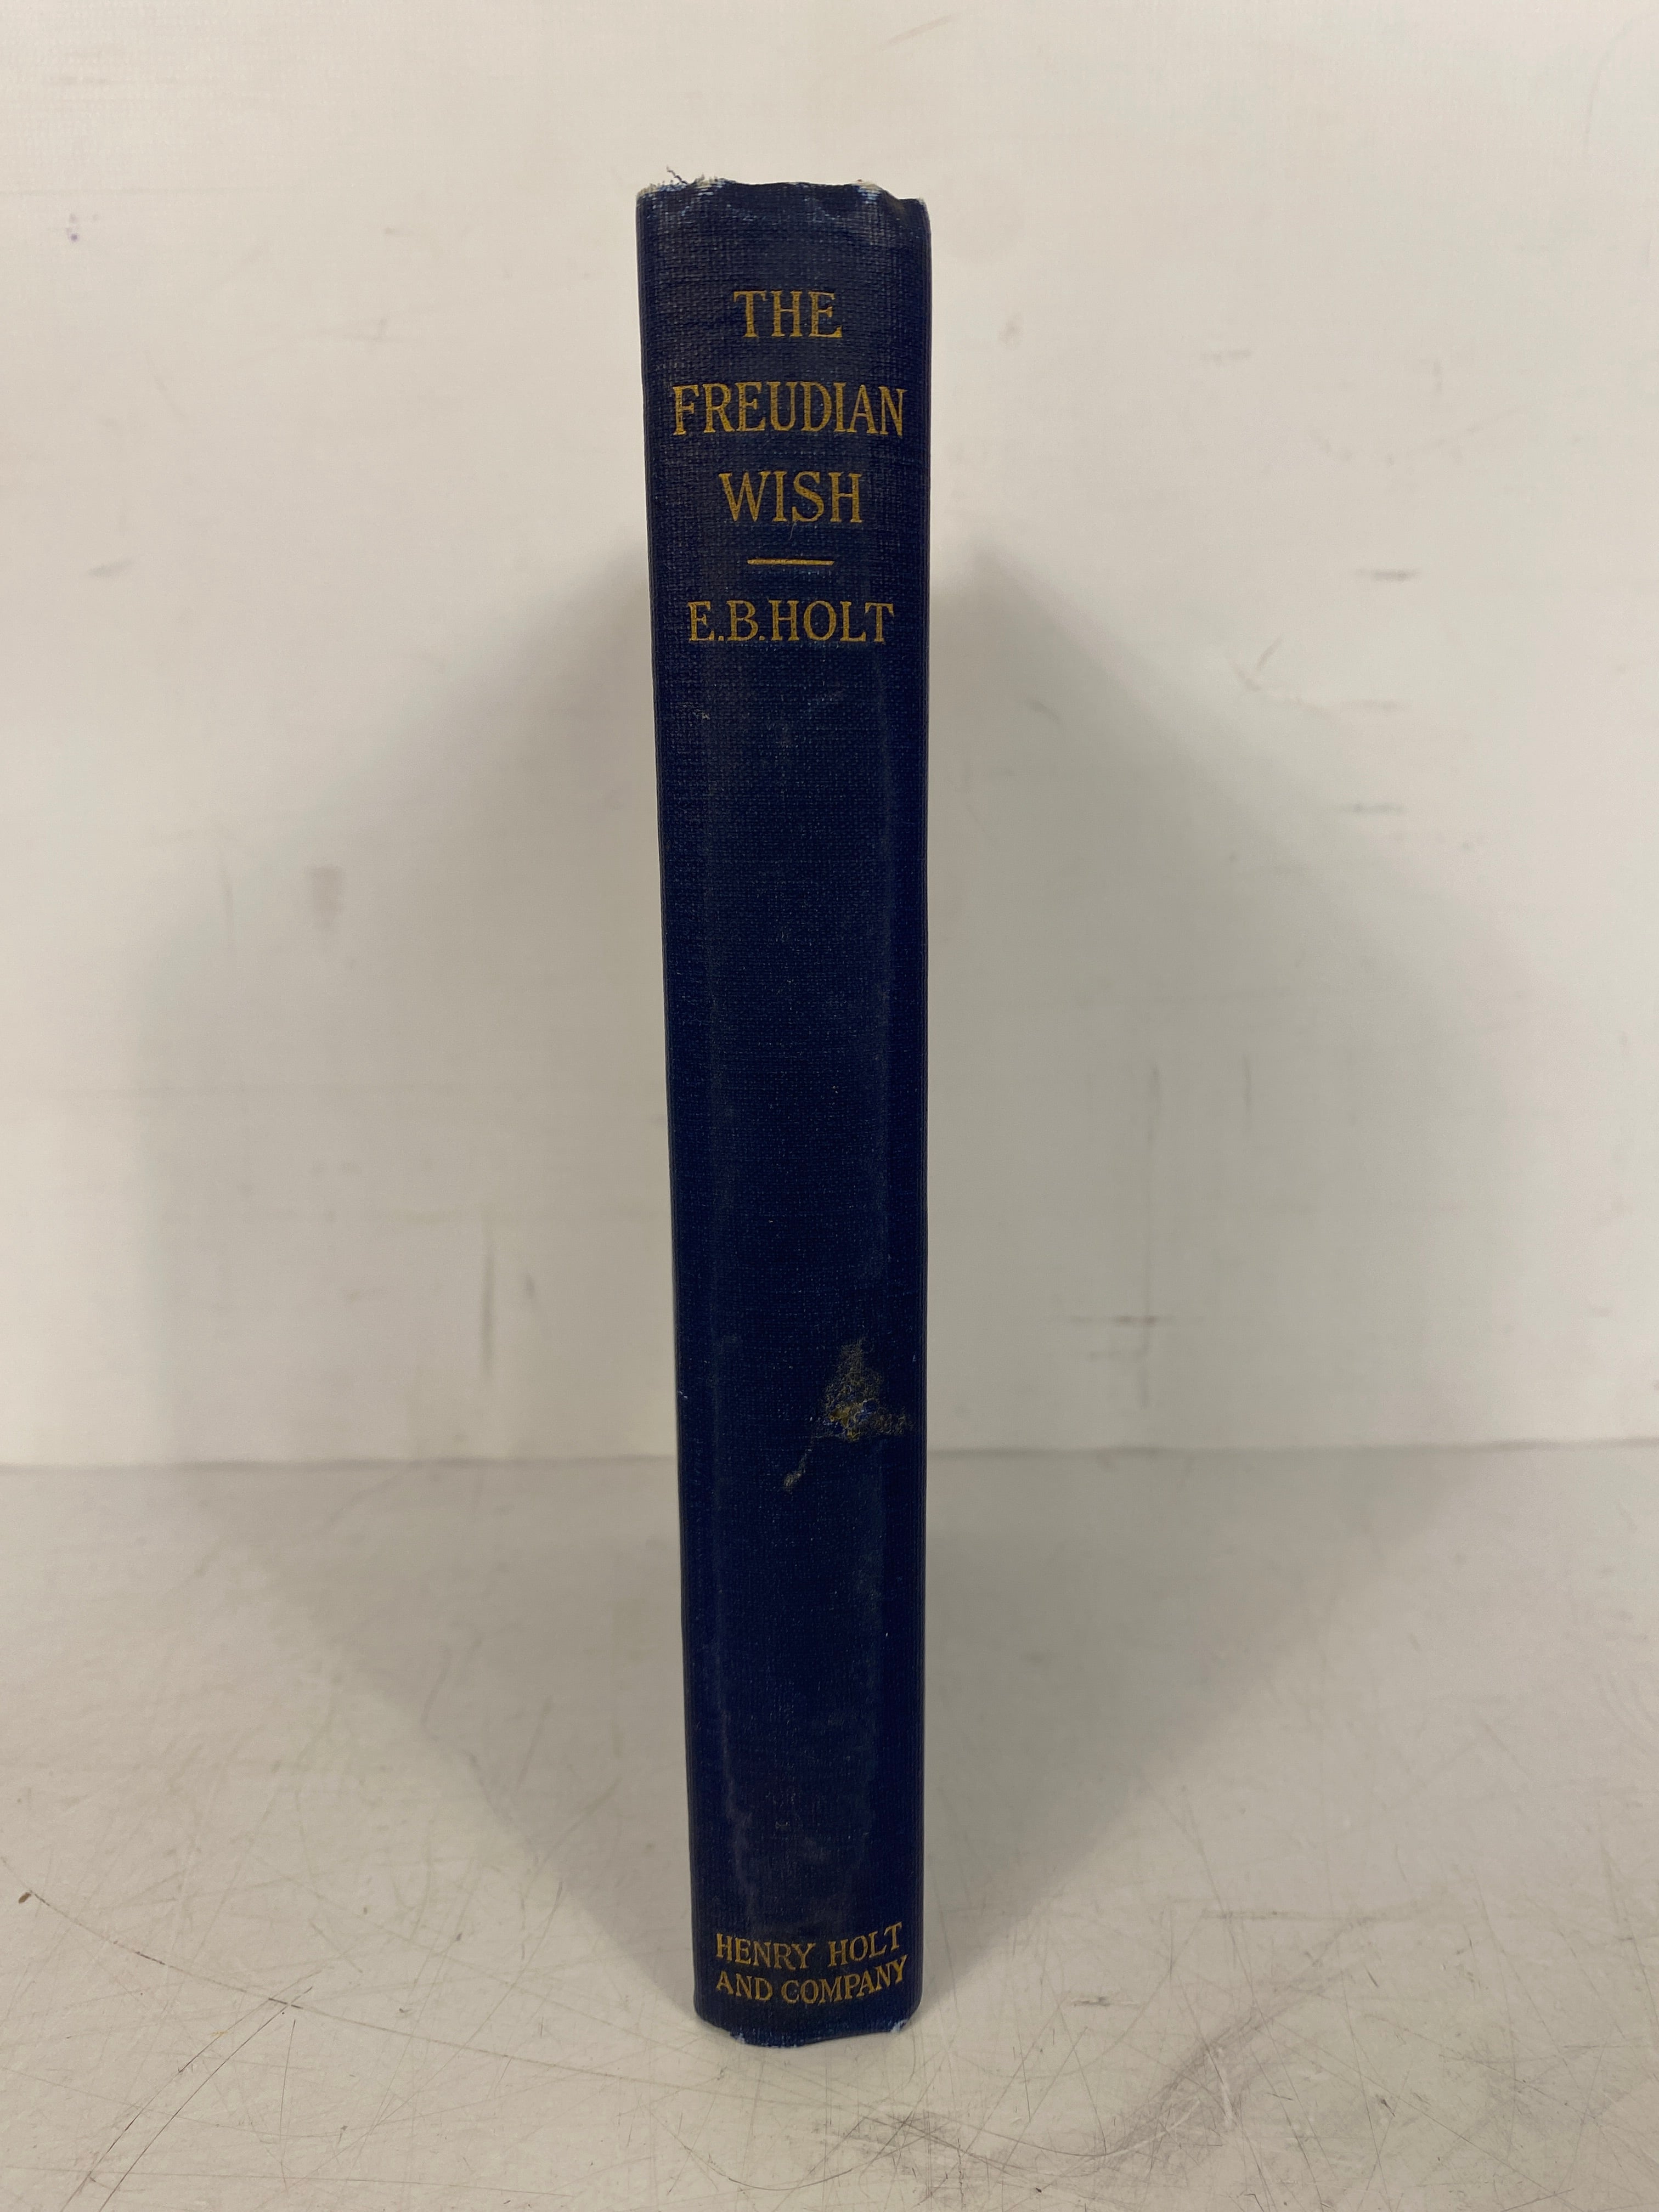 THE
FREUDIAN
WISH
E.B.HOLT
HENRY HOLT
AND COMPANY